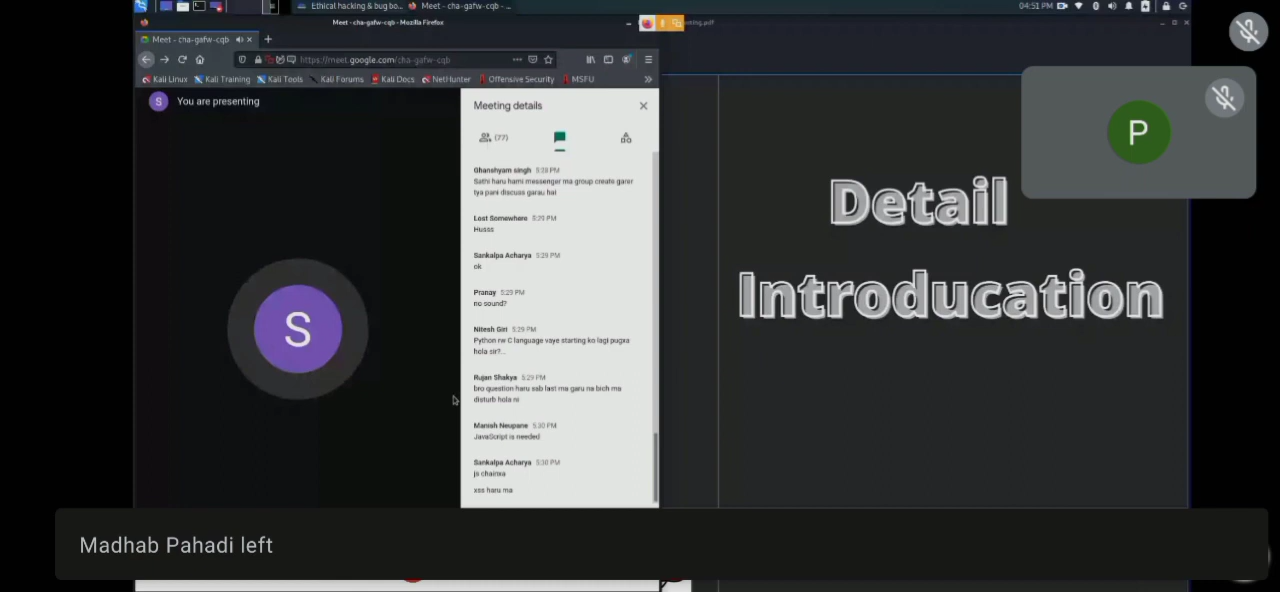 Ethical hacking & bug bo...
Meet - cha-gafw-cqb - ...
04:51 PM
Meet - cha-gafw-cqb - Mozilla Firefox
Meet - cha-gafw-cqb
https://meet.google.com/cha-gafw-cqb
Kali Linux
Kali Training
Kali Tools
Kali Forums
Kali Docs
NetHunter
Offensive Security
MSFU
S
You are presenting
Meeting details
(77)
Ghanshyam singh 5:28 PM
Sathi haru hami messenger ma group create garer
tya pani discuss garau hai
Lost Somewhere 5:29 PM
Husss
Sankalpa Acharya 5:29 PM
ok
Pranay 5:29 PM
no sound?
Nitesh Giri 5:29 PM
Python rw C language vaye starting ko lagi pugxa
hola sir?...
Rujan Shakya 5:29 PM
bro question haru sab last ma garu na bich ma
disturb hola ni
Manish Neupane 5:30 PM
JavaScript is needed
Sankalpa Acharya 5:30 PM
js chainxa
xss haru ma
S
P
Detail
Introducation
Madhab Pahadi left